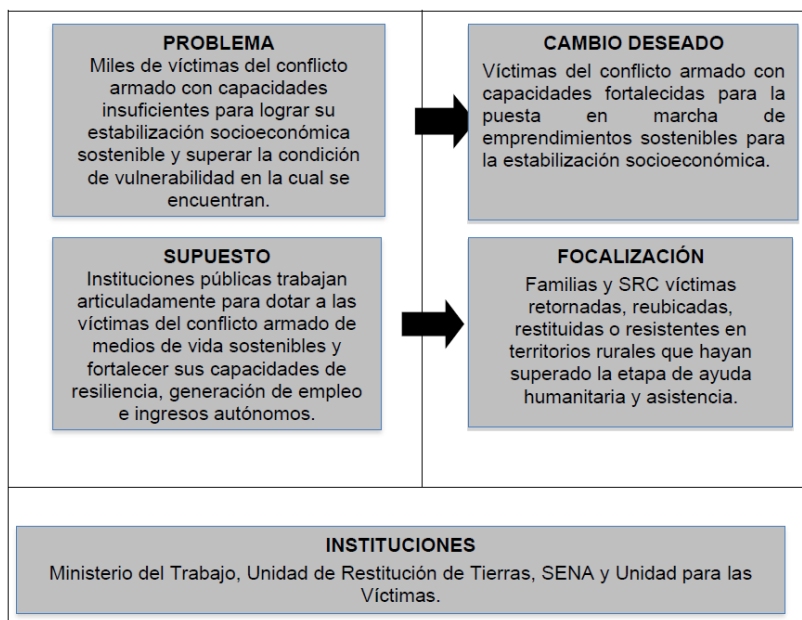 PROBLEMA
Miles de víctimas del conflicto
armado con capacidades
insuficientes para lograr su
estabilización socioeconómica
sostenible y superar la condición
de vulnerabilidad en la cual se
encuentran.
CAMBIO DESEADO
Víctimas del conflicto armado con
capacidades fortalecidas para la
puesta en marcha de
emprendimientos sostenibles para
la estabilización socioeconómica.
SUPUESTO
Instituciones públicas trabajan
articuladamente para dotar a las
víctimas del conflicto armado de
medios de vida sostenibles y
fortalecer sus capacidades de
resiliencia, generación de empleo
e ingresos autónomos.
FOCALIZACIÓN
Familias y SRC víctimas
retornadas, reubicadas,
restituidas o resistentes en
territorios rurales que hayan
superado la etapa de ayuda
humanitaria y asistencia.
INSTITUCIONES
Ministerio del Trabajo, Unidad de Restitución de Tierras, SENA y Unidad para las
Víctimas.